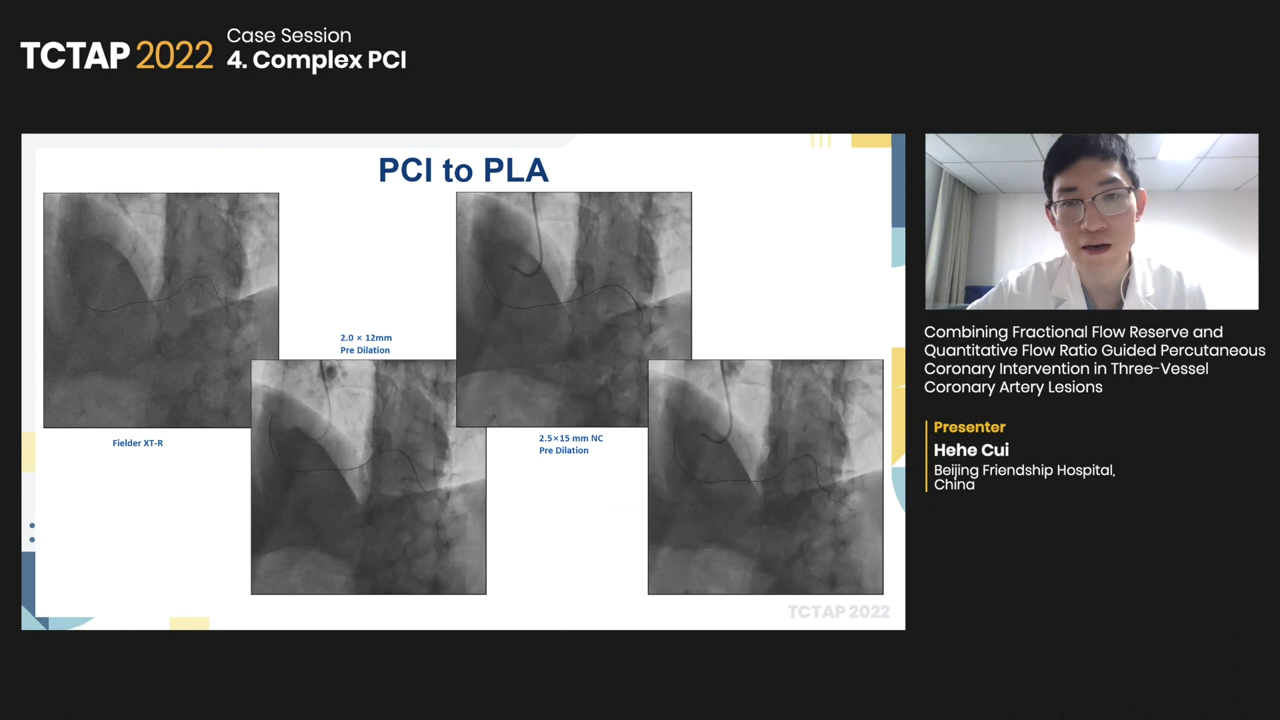 TCTAP 2022
Case Session
4. Complex PCI
PCI to PLA
2.0 × 12mm
Pre Dilation
Fielder XT-R
2.5×15 mm NC
Pre Dilation
TCTAP 2022
Combining Fractional Flow Reserve and
Quantitative Flow Ratio Guided Percutaneous
Coronary Intervention in Three-Vessel
Coronary Artery Lesions
Presenter
Hehe Cui
Beijing Friendship Hospital,
China